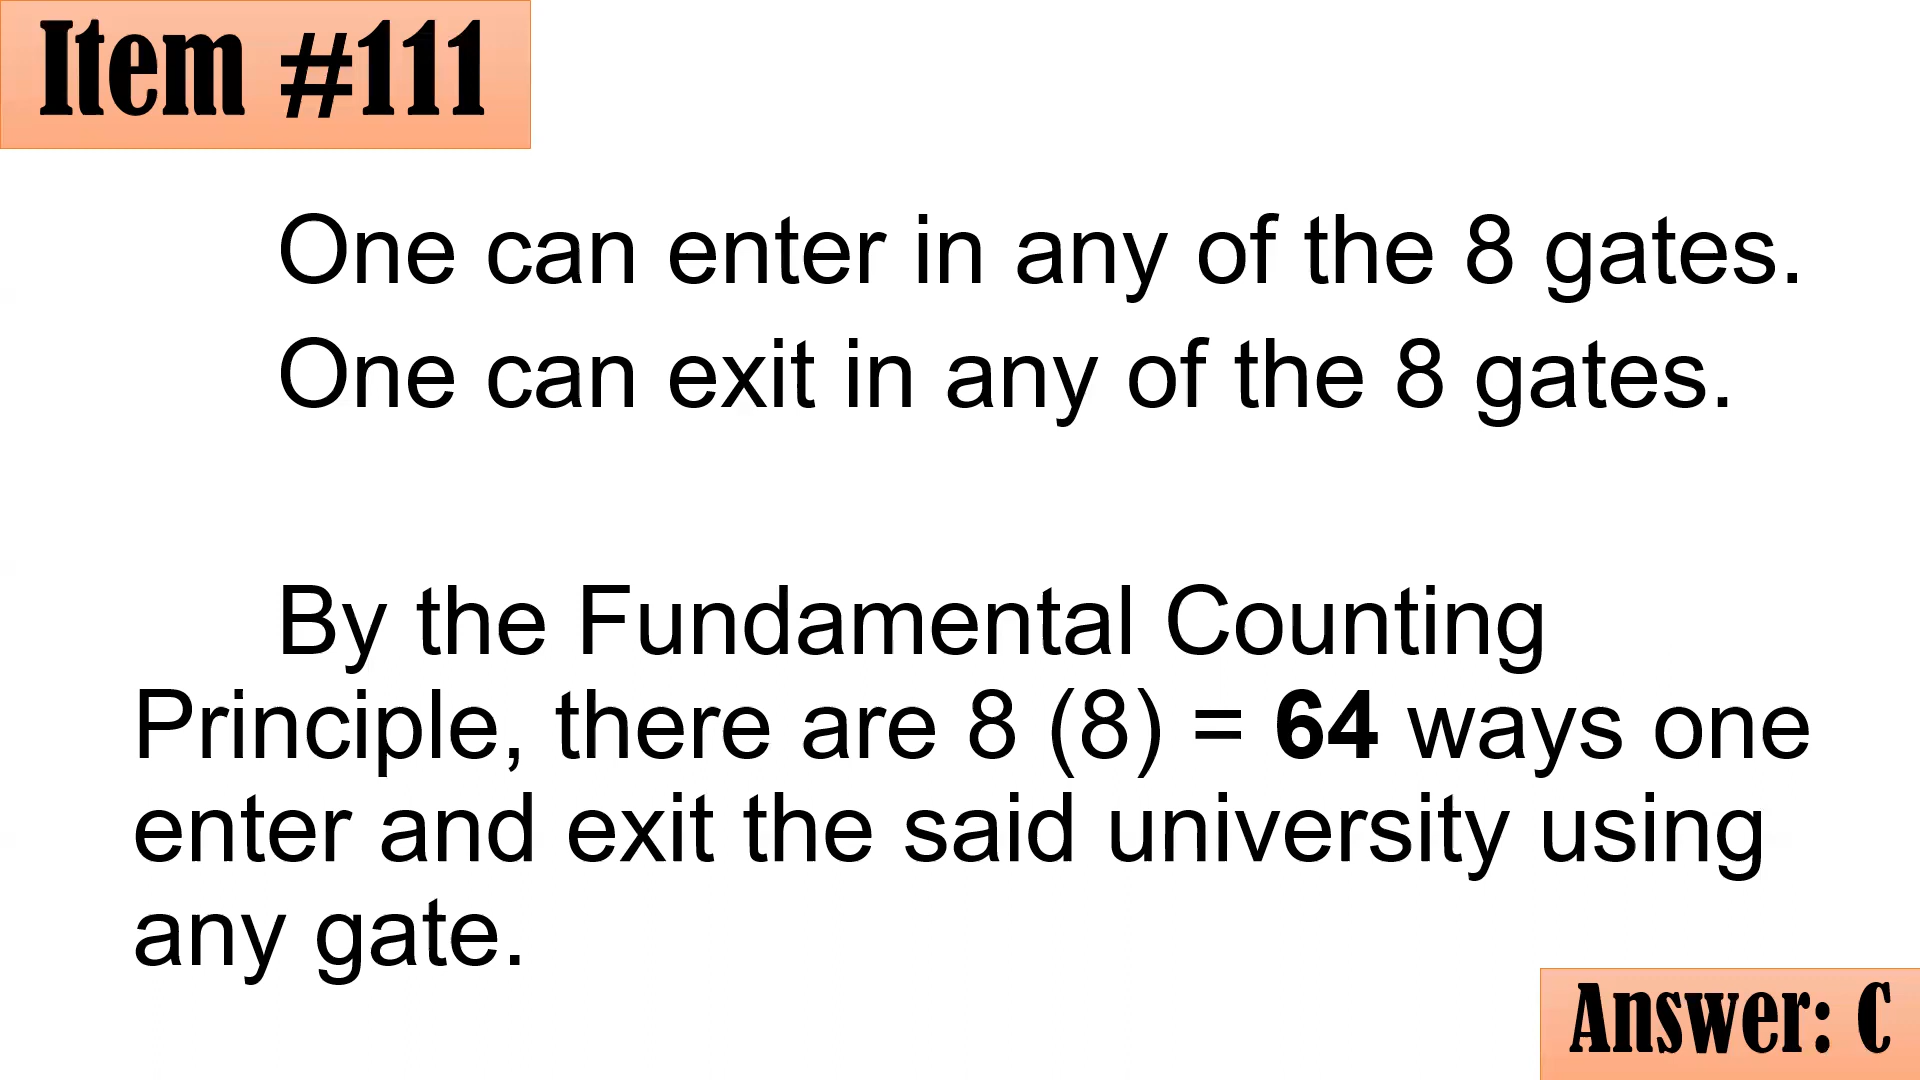 Item #111
One can enter in any of the 8 gates.
One can exit in any of the 8 gates.
By the Fundamental Counting
Principle, there are 8 (8) = 64 ways one
enter and exit the said university using
any gate.
Answer: C